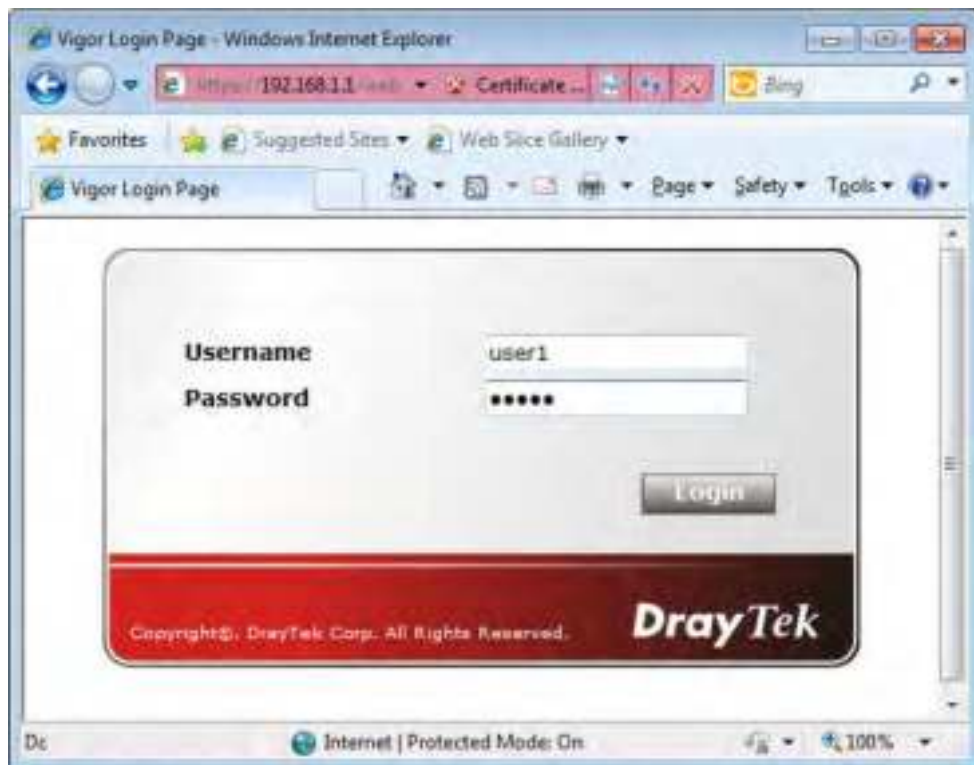 Vigor Login Page - Windows Internet Explorer
https://192.168.1.1/web Certificate ... Bing
Favorites Suggested Sites Web Slice Gallery
Vigor Login Page Page Safety Tools
Username user1
Password •••••
Login
Copyright©, DrayTek Corp. All Rights Reserved. DrayTek
Internet | Protected Mode: On 100%